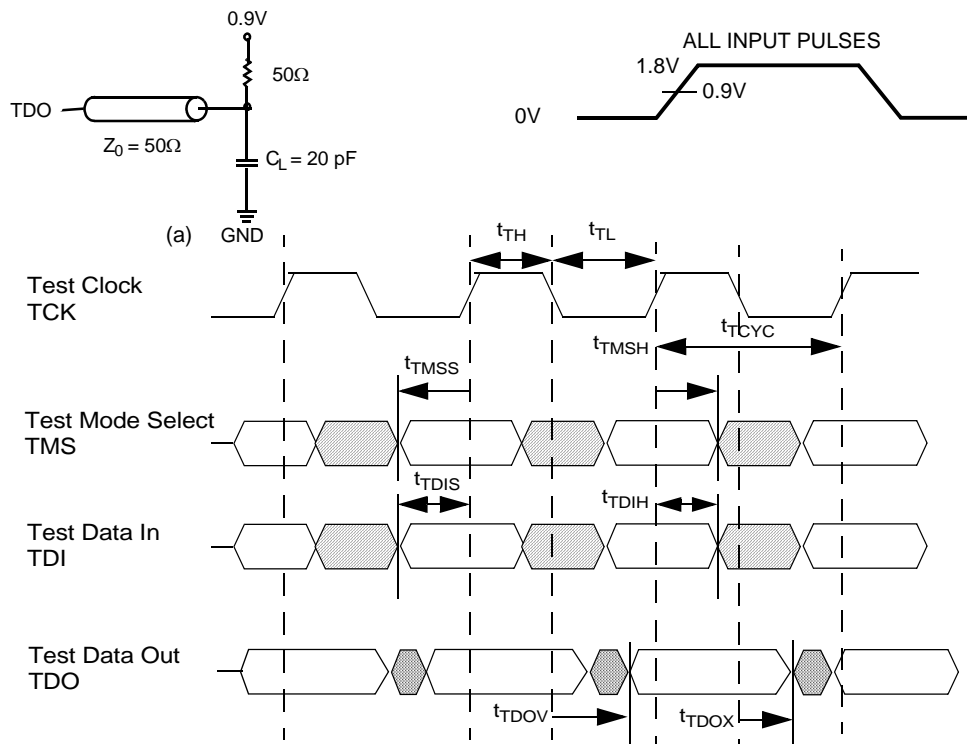 0.9V
50Ω
TDO
Z0 = 50Ω
CL = 20 pF
(a)
GND
ALL INPUT PULSES
1.8V
0.9V
0V
tTH
tTL
Test Clock
TCK
tTCYC
tTMSH
tTMSS
Test Mode Select
TMS
tTDIS
tTDIH
Test Data In
TDI
Test Data Out
TDO
tTDOV
tTDOX